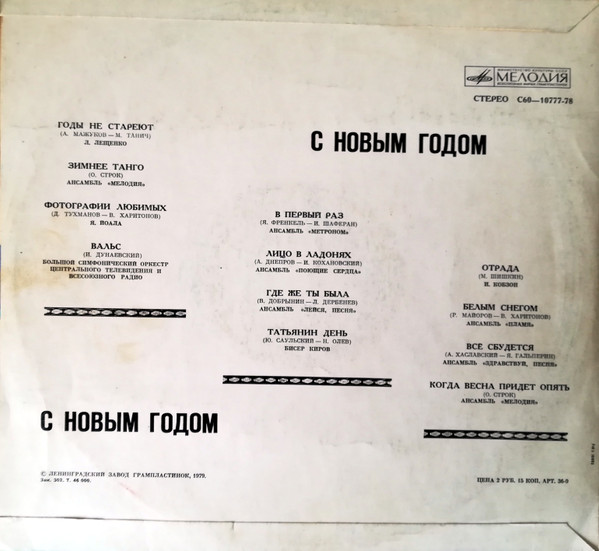 МЕЛОДИЯ
СТЕРЕО С60—10777-78
С НОВЫМ ГОДОМ
ГОДЫ НЕ СТАРЕЮТ
(А. МАЖУКОВ — М. ТАНИЧ)
Л. ЛЕЩЕНКО
ЗИМНЕЕ ТАНГО
(О. СТРОК)
АНСАМБЛЬ «МЕЛОДИЯ»
ФОТОГРАФИИ ЛЮБИМЫХ
(Д. ТУХМАНОВ — В. ХАРИТОНОВ)
Я. ЙОАЛА
ВАЛЬС
(И. ДУНАЕВСКИЙ)
БОЛЬШОЙ СИМФОНИЧЕСКИЙ ОРКЕСТР
ЦЕНТРАЛЬНОГО ТЕЛЕВИДЕНИЯ И
ВСЕСОЮЗНОГО РАДИО
В ПЕРВЫЙ РАЗ
(Я. ФРЕНКЕЛЬ — И. ШАФЕРАН)
АНСАМБЛЬ «МЕТРОНОМ»
ЛИЦО В ЛАДОНЯХ
(А. ДНЕПРОВ — И. КОХАНОВСКИЙ)
АНСАМБЛЬ «ПОЮЩИЕ СЕРДЦА»
ГДЕ ЖЕ ТЫ БЫЛА
(В. ДОБРЫНИН — Л. ДЕРБЕНЕВ)
АНСАМБЛЬ «ЛЕЙСЯ, ПЕСНЯ»
ТАТЬЯНИН ДЕНЬ
(Ю. САУЛЬСКИЙ — Н. ОЛЕВ)
БИСЕР КИРОВ
ОТРАДА
(М. ШИШКИН)
И. КОБЗОН
БЕЛЫМ СНЕГОМ
(Р. МАЙОРОВ — В. ХАРИТОНОВ)
АНСАМБЛЬ «ПЛАМЯ»
ВСЕ СБУДЕТСЯ
(А. ХАСЛАВСКИЙ — Я. ГАЛЬПЕРИН)
АНСАМБЛЬ «ЗДРАВСТВУЙ, ПЕСНЯ»
КОГДА ВЕСНА ПРИДЕТ ОПЯТЬ
(О. СТРОК)
АНСАМБЛЬ «МЕЛОДИЯ»
С НОВЫМ ГОДОМ
© ЛЕНИНГРАДСКИЙ ЗАВОД ГРАМПЛАСТИНОК, 1979.
Зак. 362. Т. 46 000.
ЦЕНА 2 РУБ. 15 КОП. АРТ. 36-9